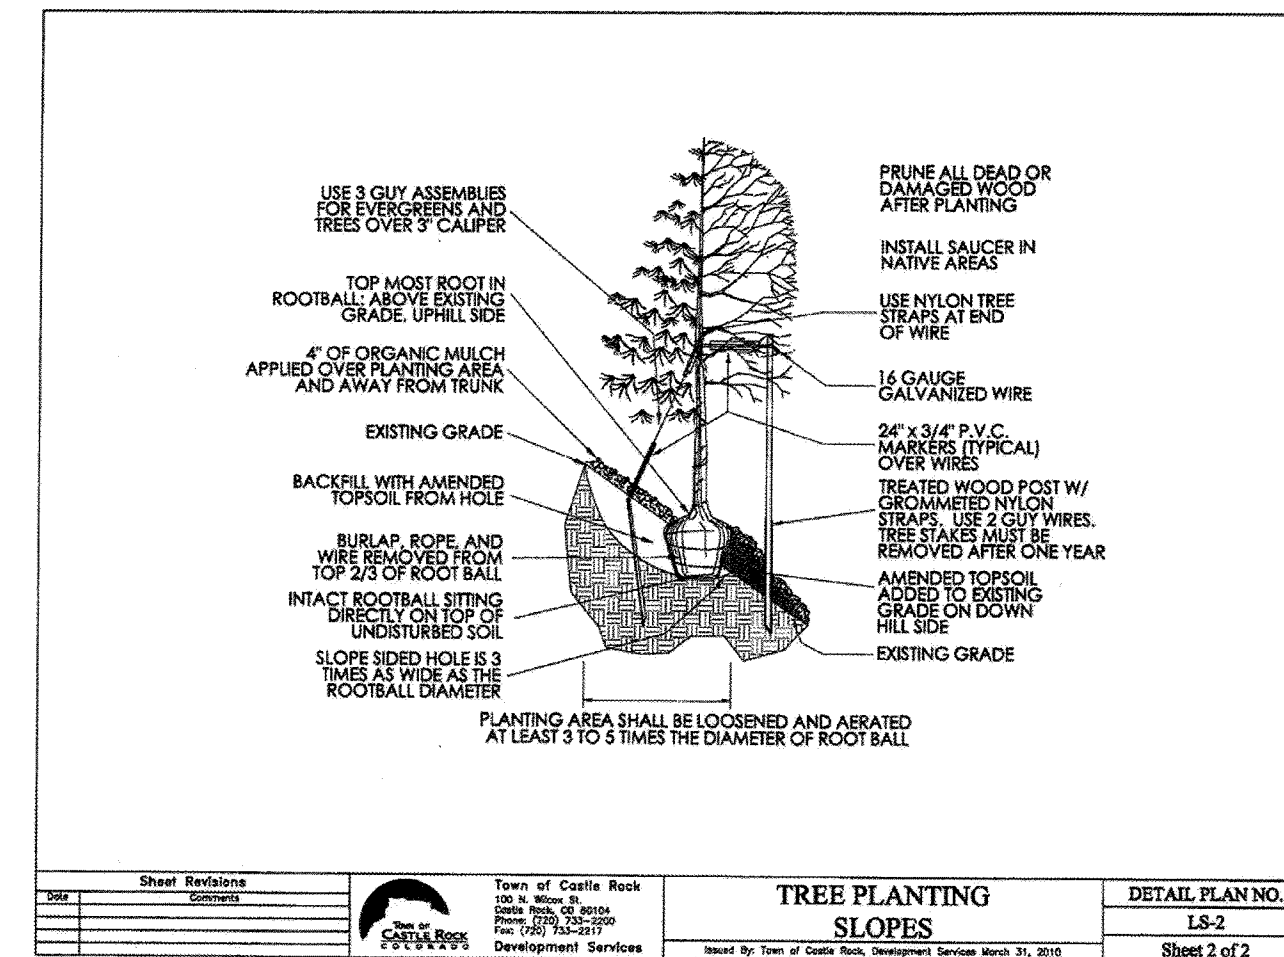 USE 3 GUY ASSEMBLIES
FOR EVERGREENS AND
TREES OVER 3" CALIPER
TOP MOST ROOT IN
ROOTBALL: ABOVE EXISTING
GRADE, UPHILL SIDE
4" OF ORGANIC MULCH
APPLIED OVER PLANTING AREA
AND AWAY FROM TRUNK
EXISTING GRADE
BACKFILL WITH AMENDED
TOPSOIL FROM HOLE
BURLAP, ROPE, AND
WIRE REMOVED FROM
TOP 2/3 OF ROOT BALL
INTACT ROOTBALL SITTING
DIRECTLY ON TOP OF
UNDISTURBED SOIL
SLOPE SIDED HOLE IS 3
TIMES AS WIDE AS THE
ROOTBALL DIAMETER
PRUNE ALL DEAD OR
DAMAGED WOOD
AFTER PLANTING
INSTALL SAUCER IN
NATIVE AREAS
USE NYLON TREE
STRAPS AT END
OF WIRE
16 GAUGE
GALVANIZED WIRE
24" x 3/4" P.V.C.
MARKERS (TYPICAL)
OVER WIRES
TREATED WOOD POST W/
GROMMETED NYLON
STRAPS. USE 2 GUY WIRES.
TREE STAKES MUST BE
REMOVED AFTER ONE YEAR
AMENDED TOPSOIL
ADDED TO EXISTING
GRADE ON DOWN
HILL SIDE
EXISTING GRADE
PLANTING AREA SHALL BE LOOSENED AND AERATED
AT LEAST 3 TO 5 TIMES THE DIAMETER OF ROOT BALL
Sheet Revisions
Date Comments
TOWN OF
CASTLE ROCK
COLORADO
Town of Castle Rock
100 N. Wilcox St.
Castle Rock, CO 80104
Phone: (720) 733-2200
Fax: (720) 733-2217
Development Services
TREE PLANTING
SLOPES
Issued By: Town of Castle Rock, Development Services March 31, 2010
DETAIL PLAN NO.
LS-2
Sheet 2 of 2